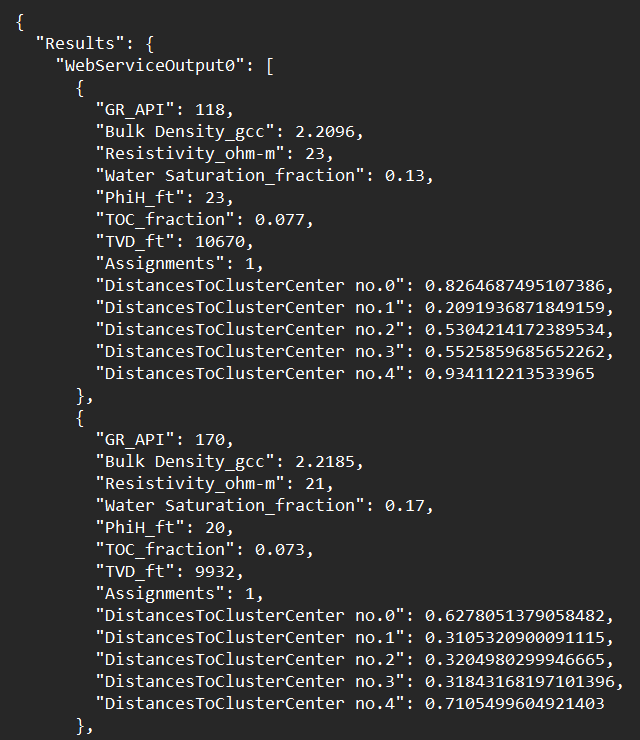 {
"Results": {
"WebServiceOutput0": [
{
"GR_API": 118,
"Bulk Density_gcc": 2.2096,
"Resistivity_ohm-m": 23,
"Water Saturation_fraction": 0.13,
"PhiH_ft": 23,
"TOC_fraction": 0.077,
"TVD_ft": 10670,
"Assignments": 1,
"DistancesToClusterCenter no.0": 0.8264687495107386,
"DistancesToClusterCenter no.1": 0.2091936871849159,
"DistancesToClusterCenter no.2": 0.5304214172389534,
"DistancesToClusterCenter no.3": 0.5525859685652262,
"DistancesToClusterCenter no.4": 0.934112213533965
},
{
"GR_API": 170,
"Bulk Density_gcc": 2.2185,
"Resistivity_ohm-m": 21,
"Water Saturation_fraction": 0.17,
"PhiH_ft": 20,
"TOC_fraction": 0.073,
"TVD_ft": 9932,
"Assignments": 1,
"DistancesToClusterCenter no.0": 0.6278051379058482,
"DistancesToClusterCenter no.1": 0.3105320900091115,
"DistancesToClusterCenter no.2": 0.3204980299946665,
"DistancesToClusterCenter no.3": 0.31843168197101396,
"DistancesToClusterCenter no.4": 0.7105499604921403
},